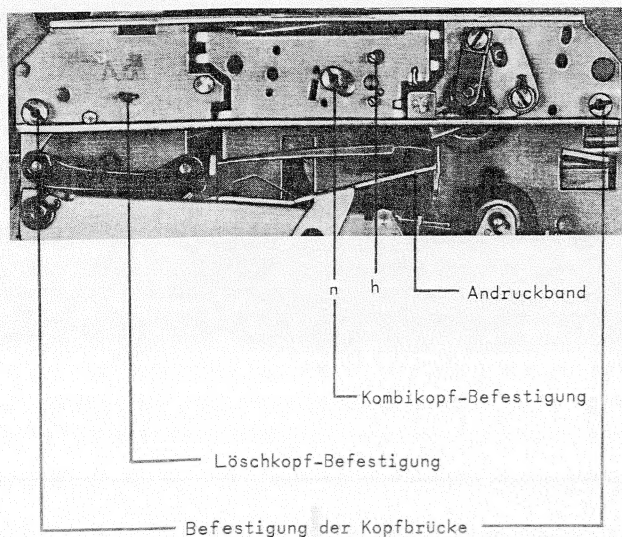 n
h
Andruckband
Kombikopf-Befestigung
Löschkopf-Befestigung
Befestigung der Kopfbrücke